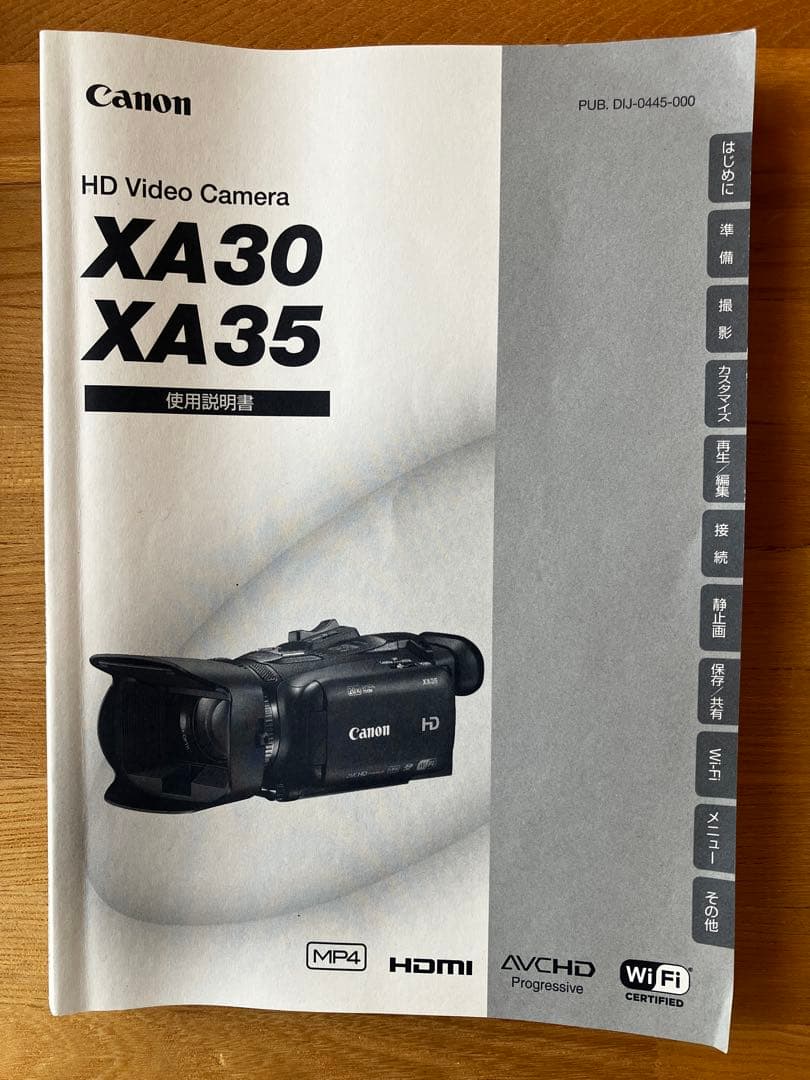 Canon
PUB. DIJ-0445-000
HD Video Camera
XA30
XA35
使用説明書
はじめに
準備
撮影
カスタマイズ
再生／編集
接続
静止画
保存／共有
Wi-Fi
メニュー
その他
XA35
Canon
HD
AVCHD
WiFi
MP4
HDMI
AVCHD
Progressive
WiFi
CERTIFIED